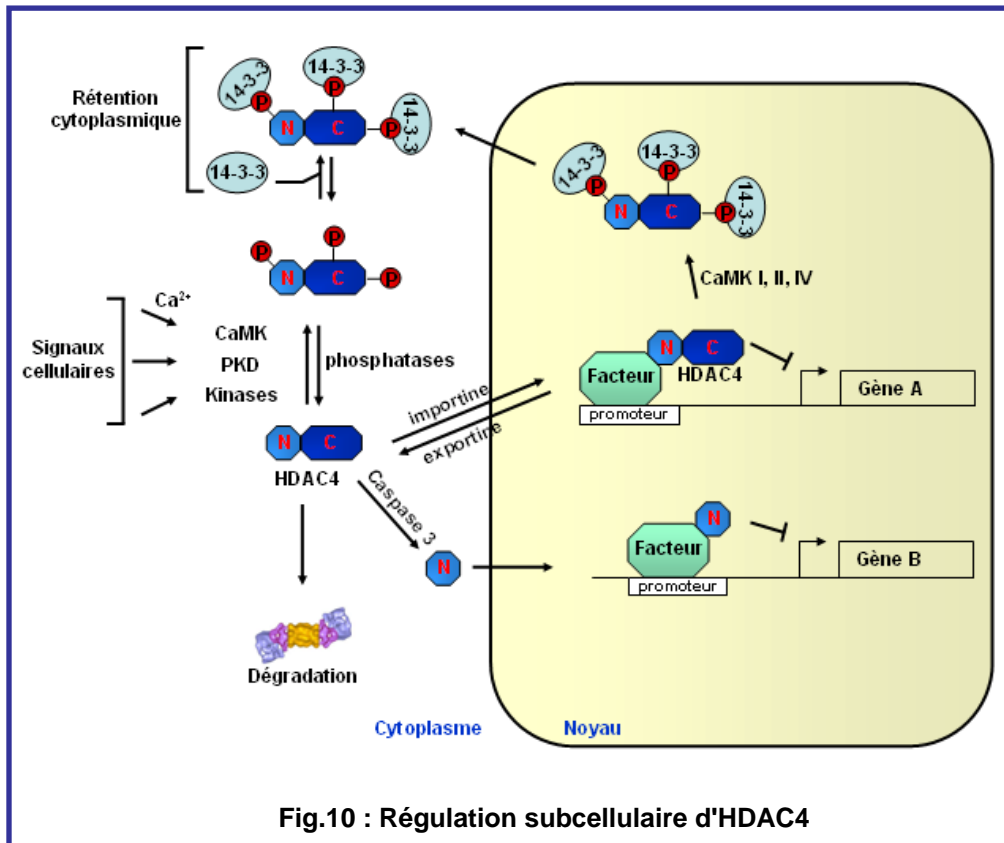 14-3-3
14-3-3
14-3-3
P
P
P
N
C
Rétention
cytoplasmique
14-3-3
P
P
P
N
C
Signaux
cellulaires
Ca²⁺
CaMK
PKD
Kinases
phosphatases
N
C
HDAC4
importine
exportine
Caspase 3
N
Dégradation
14-3-3
14-3-3
14-3-3
P
P
P
N
C
CaMK I, II, IV
N
C
HDAC4
Facteur
promoteur
Gène A
N
Facteur
promoteur
Gène B
Cytoplasme
Noyau
Fig.10 : Régulation subcellulaire d'HDAC4